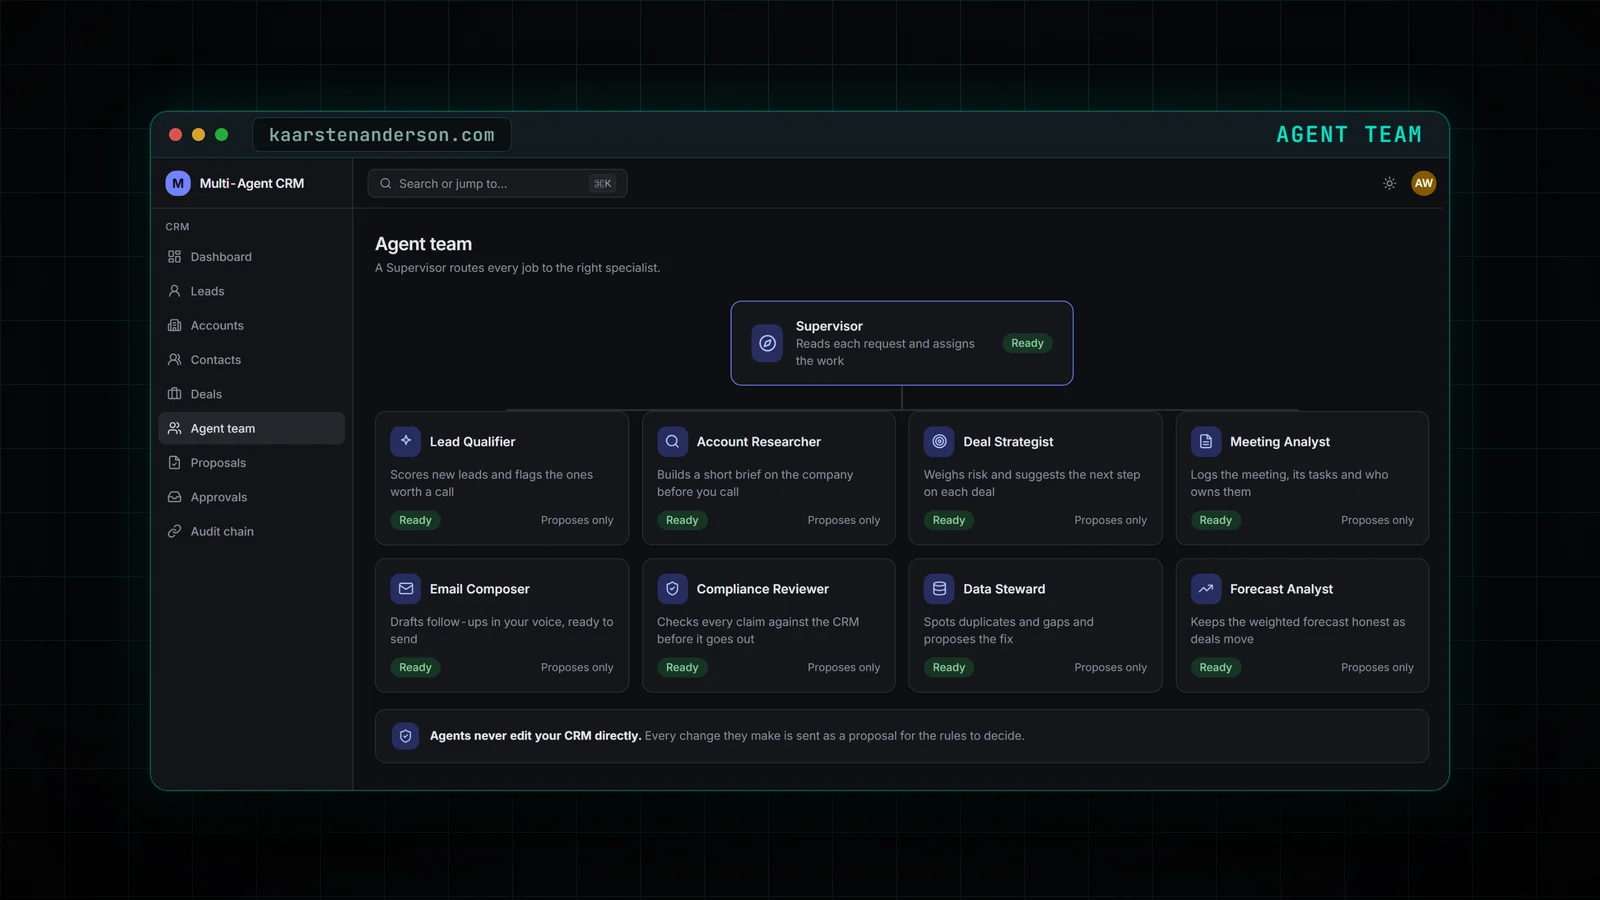 kaarstenanderson.com
AGENT TEAM
M
Multi-Agent CRM
Search or jump to...
⌘K
AW
CRM
Dashboard
Leads
Accounts
Contacts
Deals
Agent team
Proposals
Approvals
Audit chain
Agent team
A Supervisor routes every job to the right specialist.
Supervisor
Reads each request and assigns
the work
Ready
Lead Qualifier
Scores new leads and flags the ones
worth a call
Ready
Proposes only
Account Researcher
Builds a short brief on the company
before you call
Ready
Proposes only
Deal Strategist
Weighs risk and suggests the next step
on each deal
Ready
Proposes only
Meeting Analyst
Logs the meeting, its tasks and who
owns them
Ready
Proposes only
Email Composer
Drafts follow-ups in your voice, ready to
send
Ready
Proposes only
Compliance Reviewer
Checks every claim against the CRM
before it goes out
Ready
Proposes only
Data Steward
Spots duplicates and gaps and
proposes the fix
Ready
Proposes only
Forecast Analyst
Keeps the weighted forecast honest as
deals move
Ready
Proposes only
Agents never edit your CRM directly. Every change they make is sent as a proposal for the rules to decide.